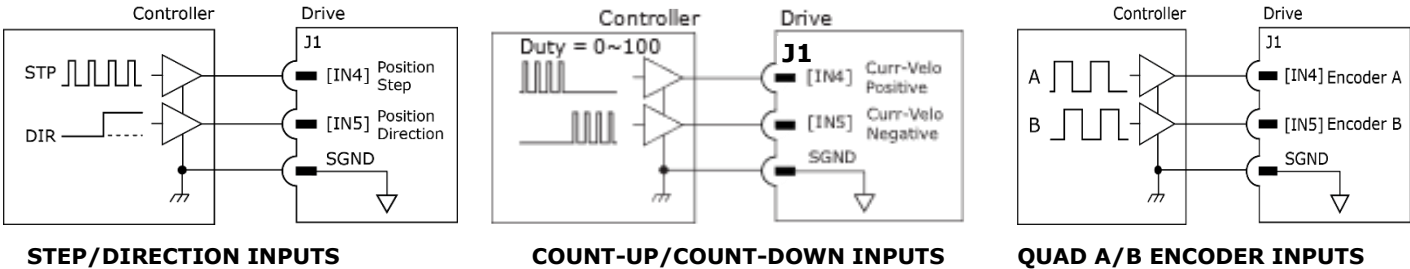 Controller Drive
J1
STP
[IN4] Position
Step
DIR
[IN5] Position
Direction
SGND
STEP/DIRECTION INPUTS
Controller Drive
Duty = 0~100
J1
[IN4] Curr-Velo
Positive
[IN5] Curr-Velo
Negative
SGND
COUNT-UP/COUNT-DOWN INPUTS
Controller Drive
J1
A
[IN4] Encoder A
B
[IN5] Encoder B
SGND
QUAD A/B ENCODER INPUTS